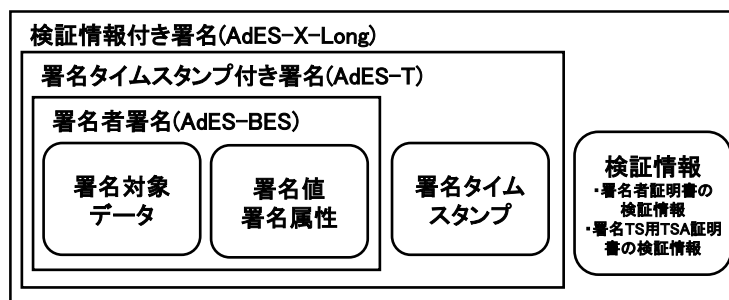 検証情報付き署名(AdES-X-Long)
署名タイムスタンプ付き署名(AdES-T)
署名者署名(AdES-BES)
署名対象
データ
署名値
署名属性
署名タイム
スタンプ
検証情報
・署名者証明書の
検証情報
・署名TS用TSA証明
書の検証情報